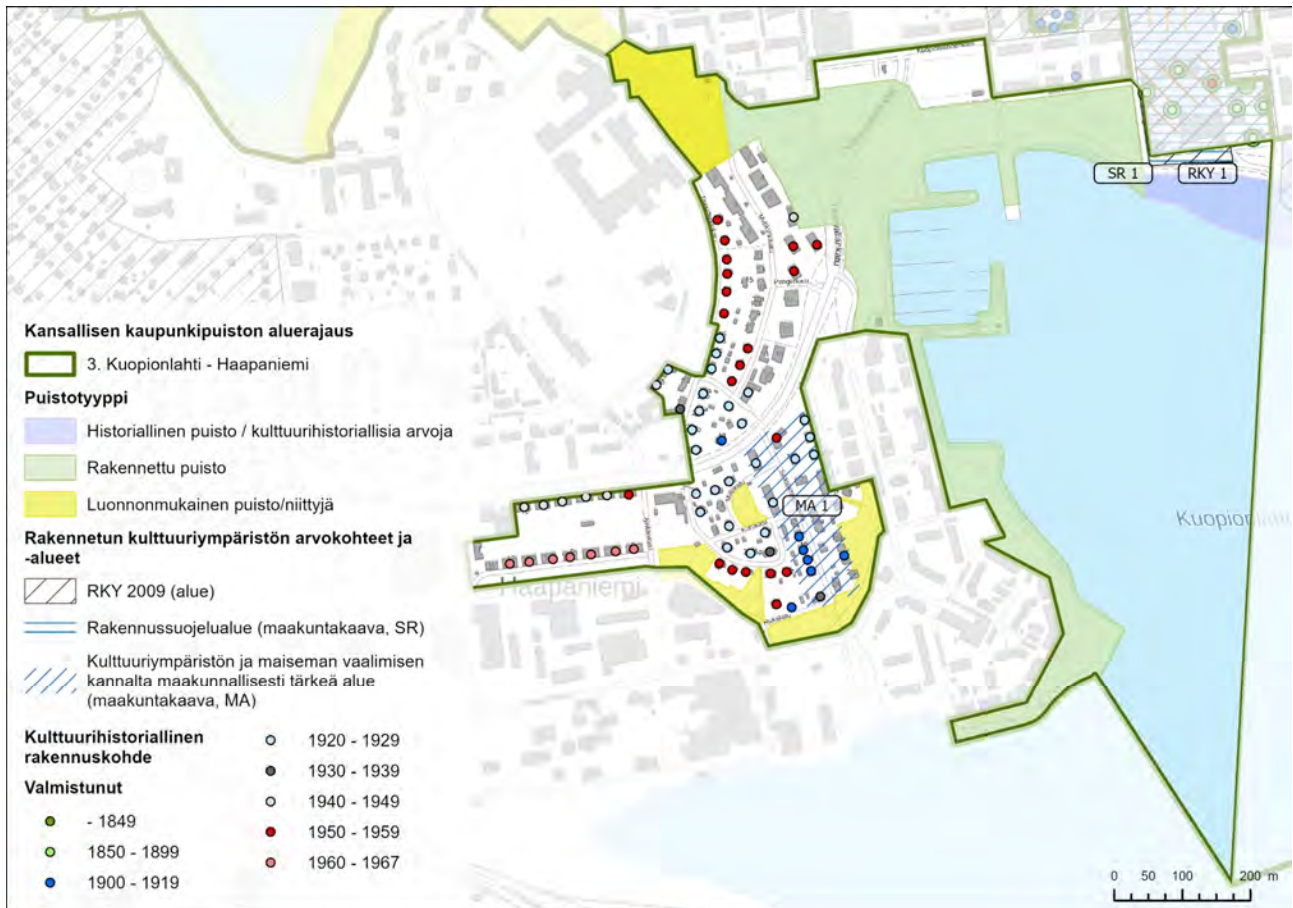 SR 1
RKY 1
MA 1
Haapaniemi
Kansallisen kaupunkipuiston aluerajaus
3. Kuopionlahti - Haapaniemi
Puistotyyppi
Historiallinen puisto / kulttuurihistoriallisia arvoja
Rakennettu puisto
Luonnonmukainen puisto/niittyjä
Rakennetun kulttuuriympäristön arvokohteet ja
-alueet
RKY 2009 (alue)
Rakennussuojelualue (maakuntakaava, SR)
Kulttuuriympäristön ja maiseman vaalimisen
kannalta maakunnallisesti tärkeä alue
(maakuntakaava, MA)
Kulttuurihistoriallinen
rakennuskohde
Valmistunut
- 1849
1850 - 1899
1900 - 1919
1920 - 1929
1930 - 1939
1940 - 1949
1950 - 1959
1960 - 1967
0 50 100 200 m